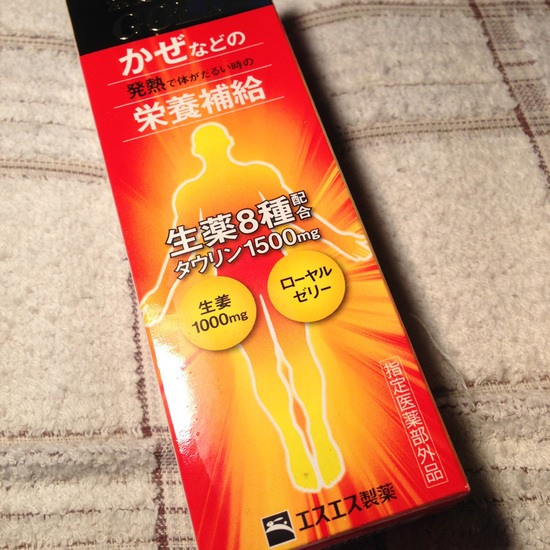 かぜなどの
発熱で体がだるい時の
栄養補給
生薬8種配合
タウリン1500mg
生姜
1000mg
ローヤル
ゼリー
指定医薬部外品
エスエス製薬